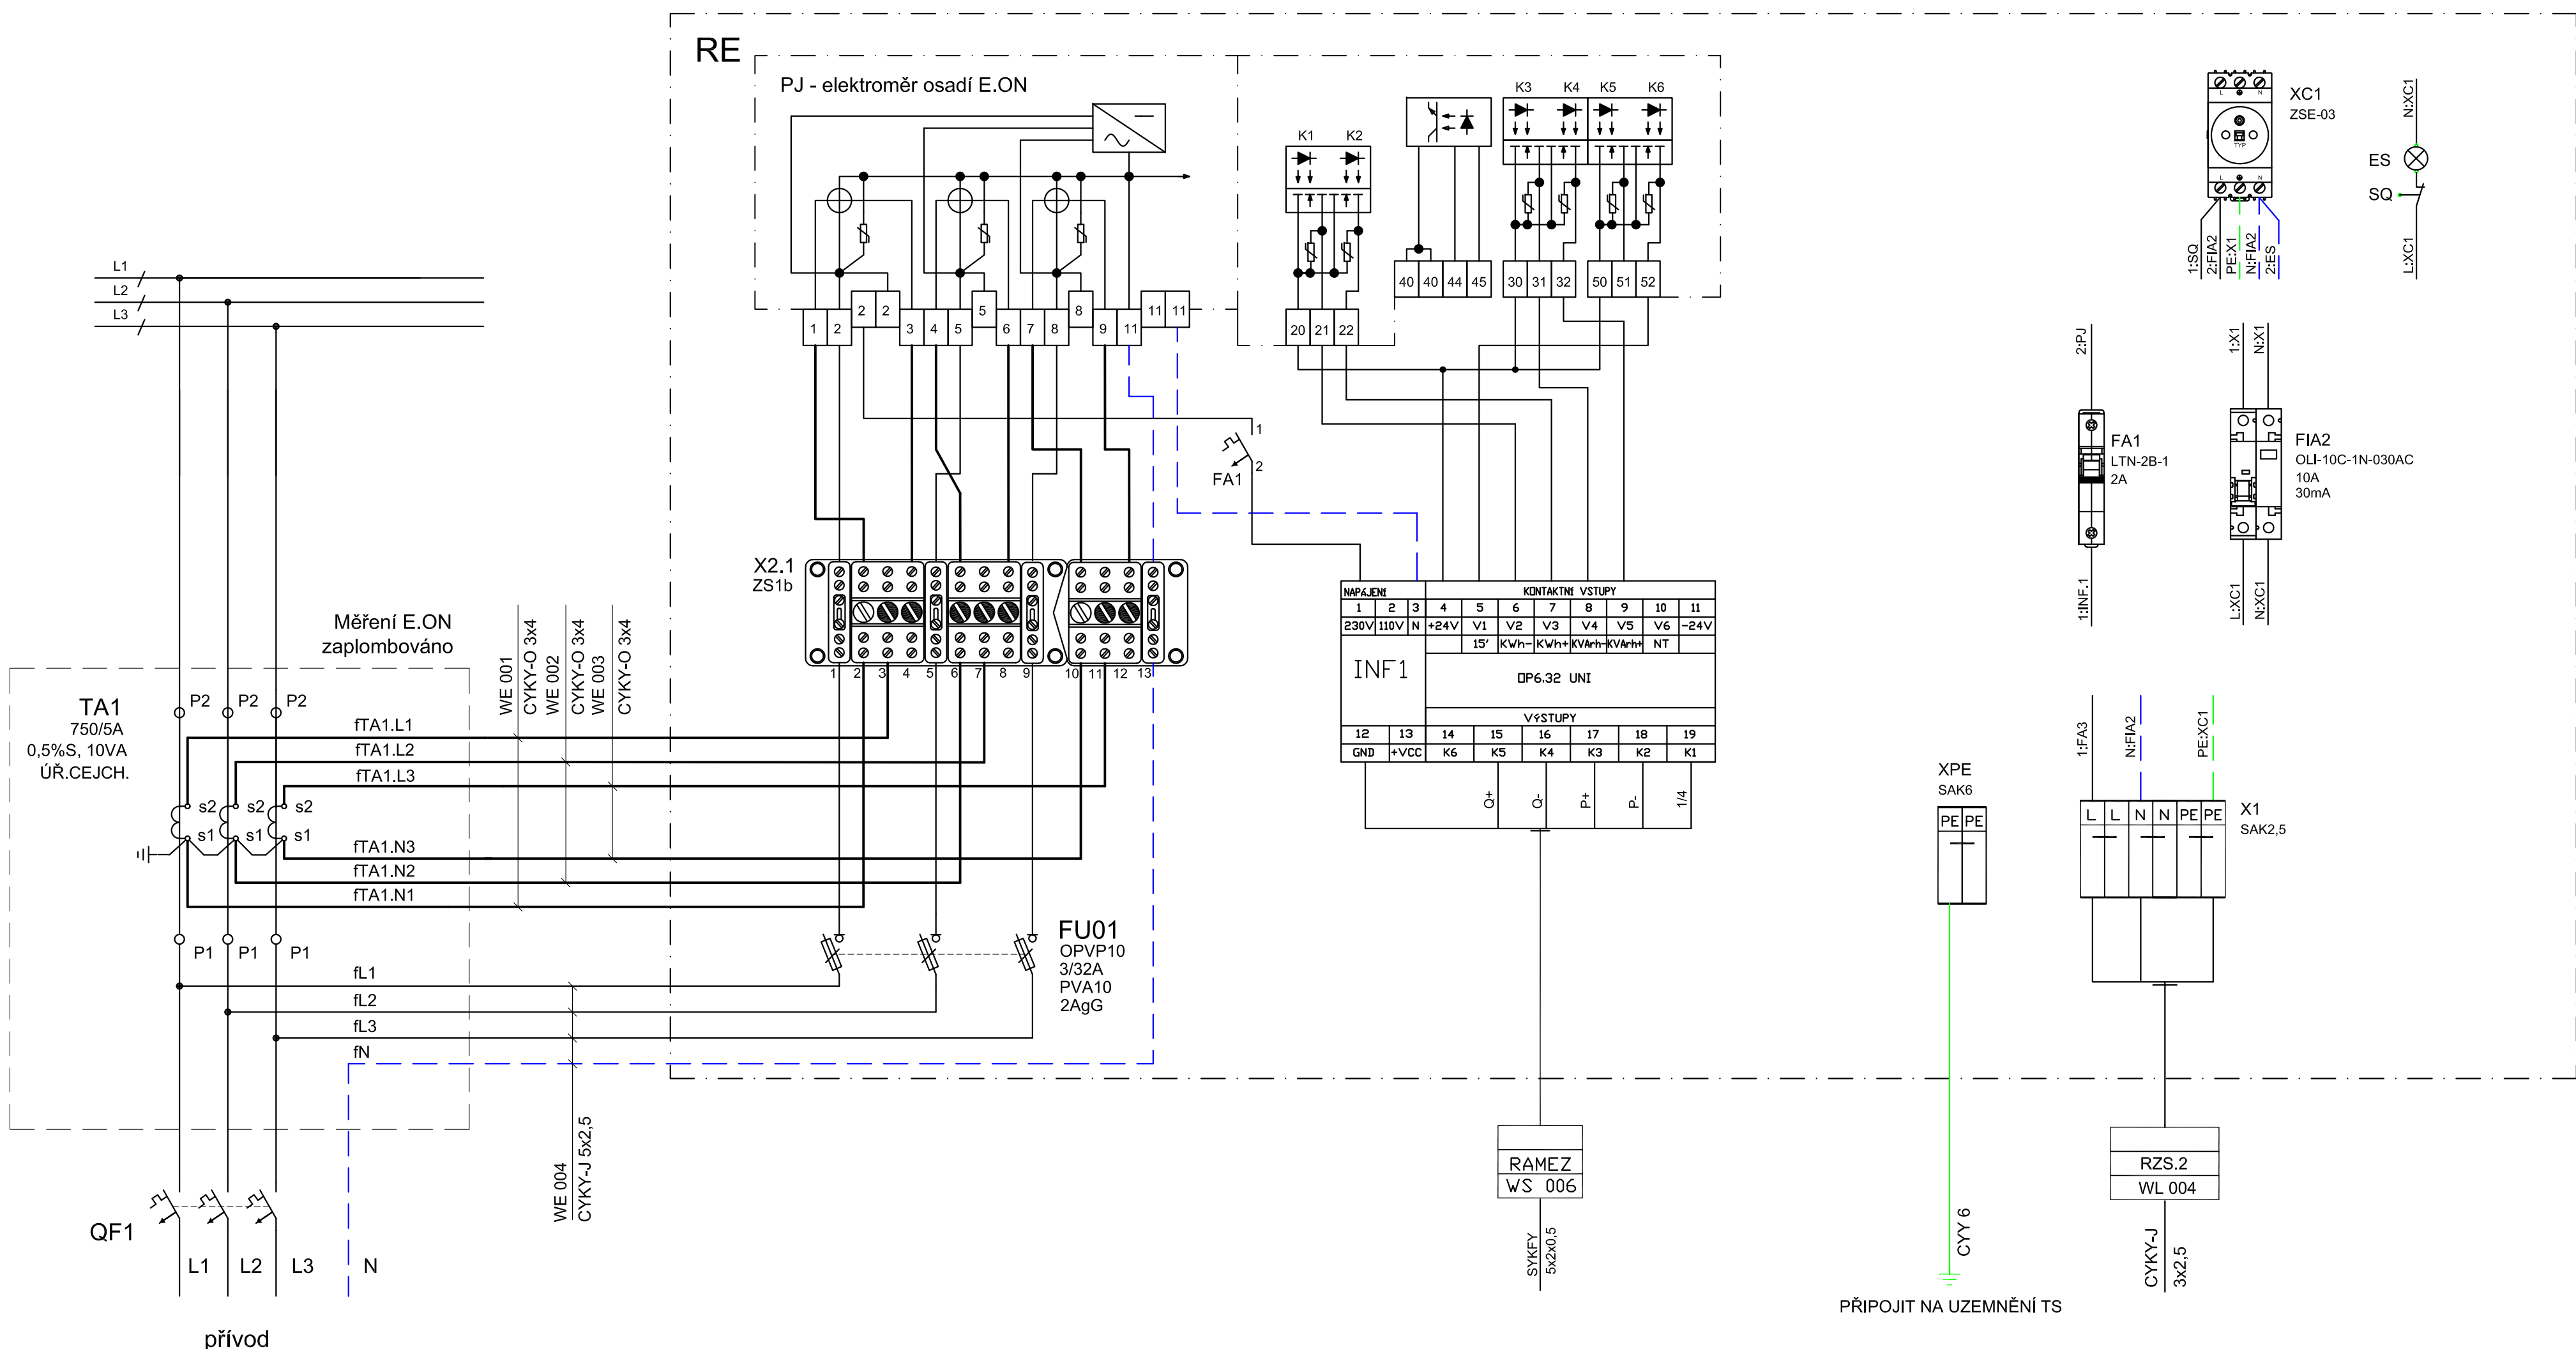 RE
PJ - elektroměr osadí E.ON
K1
K2
K3
K4
K5
K6
40
40
44
45
30
31
32
50
51
52
1
2
2
2
3
4
5
5
6
7
8
8
9
11
11
11
20
21
22
XC1
ZSE-03
L
N
TYP
L
N
1:SQ
2:FIA2
PE:X1
N:FIA2
2:ES
N:XC1
ES
SQ
L:XC1
L1
L2
L3
2:PJ
FA1
LTN-2B-1
2A
1:INF.1
1:X1
N:X1
FIA2
OLI-10C-1N-030AC
10A
30mA
L:XC1
N:XC1
1
2
FA1
X2.1
ZS1b
1
2
3
4
5
6
7
8
9
10
11
12
13
NAPÁJENÍ
KONTAKTNÍ VSTUPY
1 2 3 4 5 6 7 8 9 10 11
230V 110V N +24V V1 V2 V3 V4 V5 V6 -24V
15' KWh- KWh+ KVArh- KVArh+ NT
INF1
OP6.32 UNI
VÝSTUPY
12 13 14 15 16 17 18 19
GND +VCC K6 K5 K4 K3 K2 K1
Q+
Q-
P+
P-
1/4
Měření E.ON
zaplombováno
WE 001
CYKY-O 3x4
WE 002
CYKY-O 3x4
WE 003
CYKY-O 3x4
TA1
750/5A
0,5%S, 10VA
ÚŘ.CEJCH.
P2
P2
P2
fTA1.L1
fTA1.L2
fTA1.L3
s2
s2
s2
s1
s1
s1
fTA1.N3
fTA1.N2
fTA1.N1
P1
P1
P1
fL1
fL2
fL3
fN
FU01
OPVP10
3/32A
PVA10
2AgG
1:FA3
N:FIA2
PE:XC1
XPE
SAK6
PE PE
L L N N PE PE
X1
SAK2,5
WE 004
CYKY-J 5x2,5
QF1
L1
L2
L3
N
přívod
RAMEZ
WS 006
SYKFY
5x2x0,5
CYY 6
PŘIPOJIT NA UZEMNĚNÍ TS
RZS.2
WL 004
CYKY-J
3x2,5